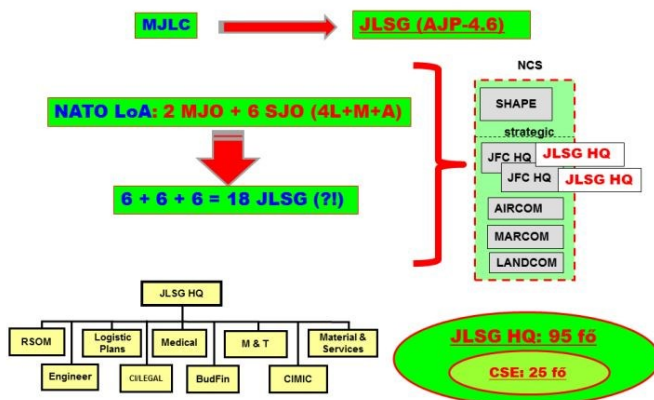 MJLC
JLSG (AJP-4.6)
NCS
SHAPE
strategic
NATO LoA: 2 MJO + 6 SJO (4L+M+A)
JFC HQ
JLSG HQ
JFC HQ
JLSG HQ
6 + 6 + 6 = 18 JLSG (?!)
AIRCOM
MARCOM
LANDCOM
JLSG HQ
RSOM
Logistic
Plans
Medical
M & T
Material &
Services
Engineer
CI/LEGAL
BudFin
CIMIC
JLSG HQ: 95 fő
CSE: 25 fő